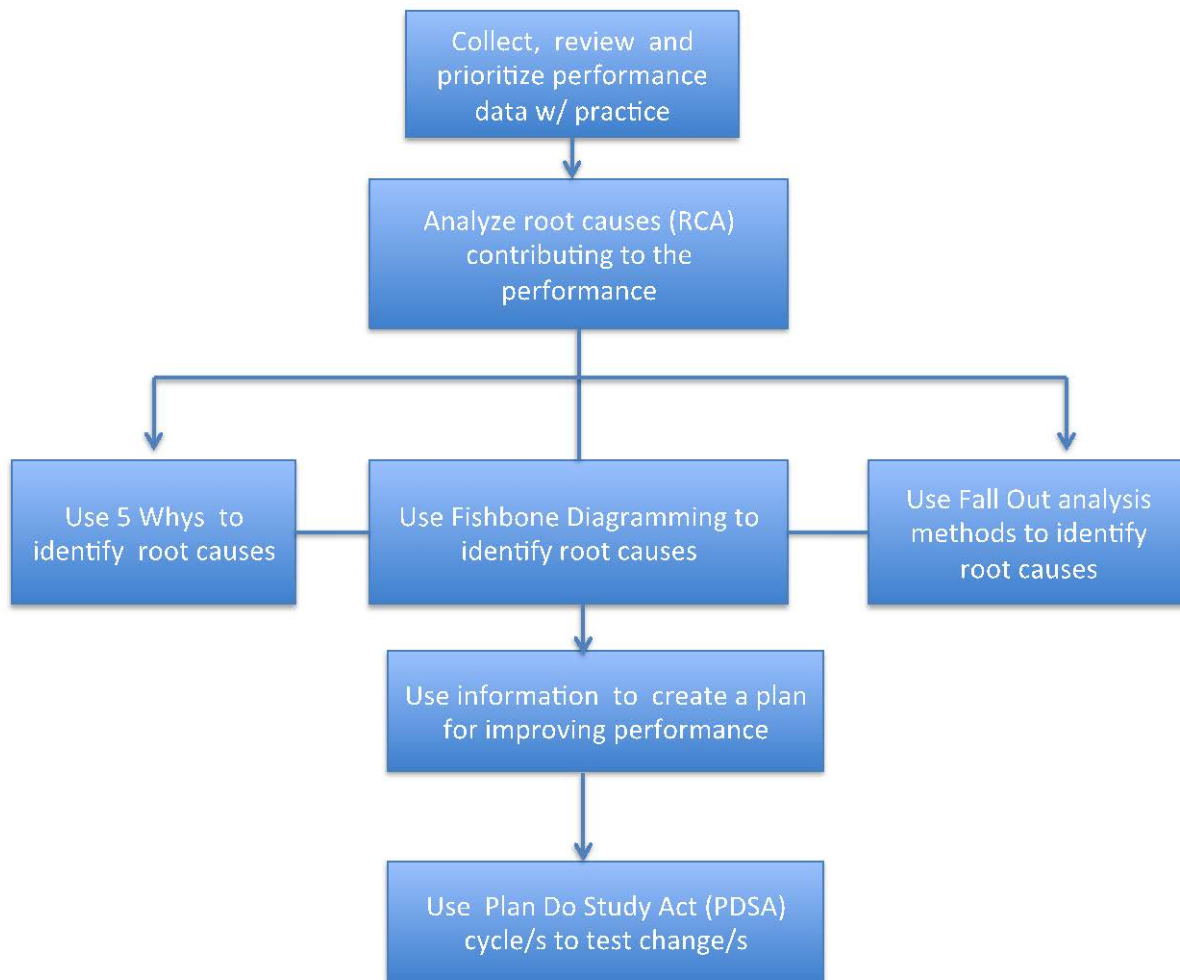 Collect, review and
prioritize performance
data w/ practice
Analyze root causes (RCA)
contributing to the
performance
Use 5 Whys to
identify root causes
Use Fishbone Diagramming to
identify root causes
Use Fall Out analysis
methods to identify
root causes
Use information to create a plan
for improving performance
Use Plan Do Study Act (PDSA)
cycle/s to test change/s